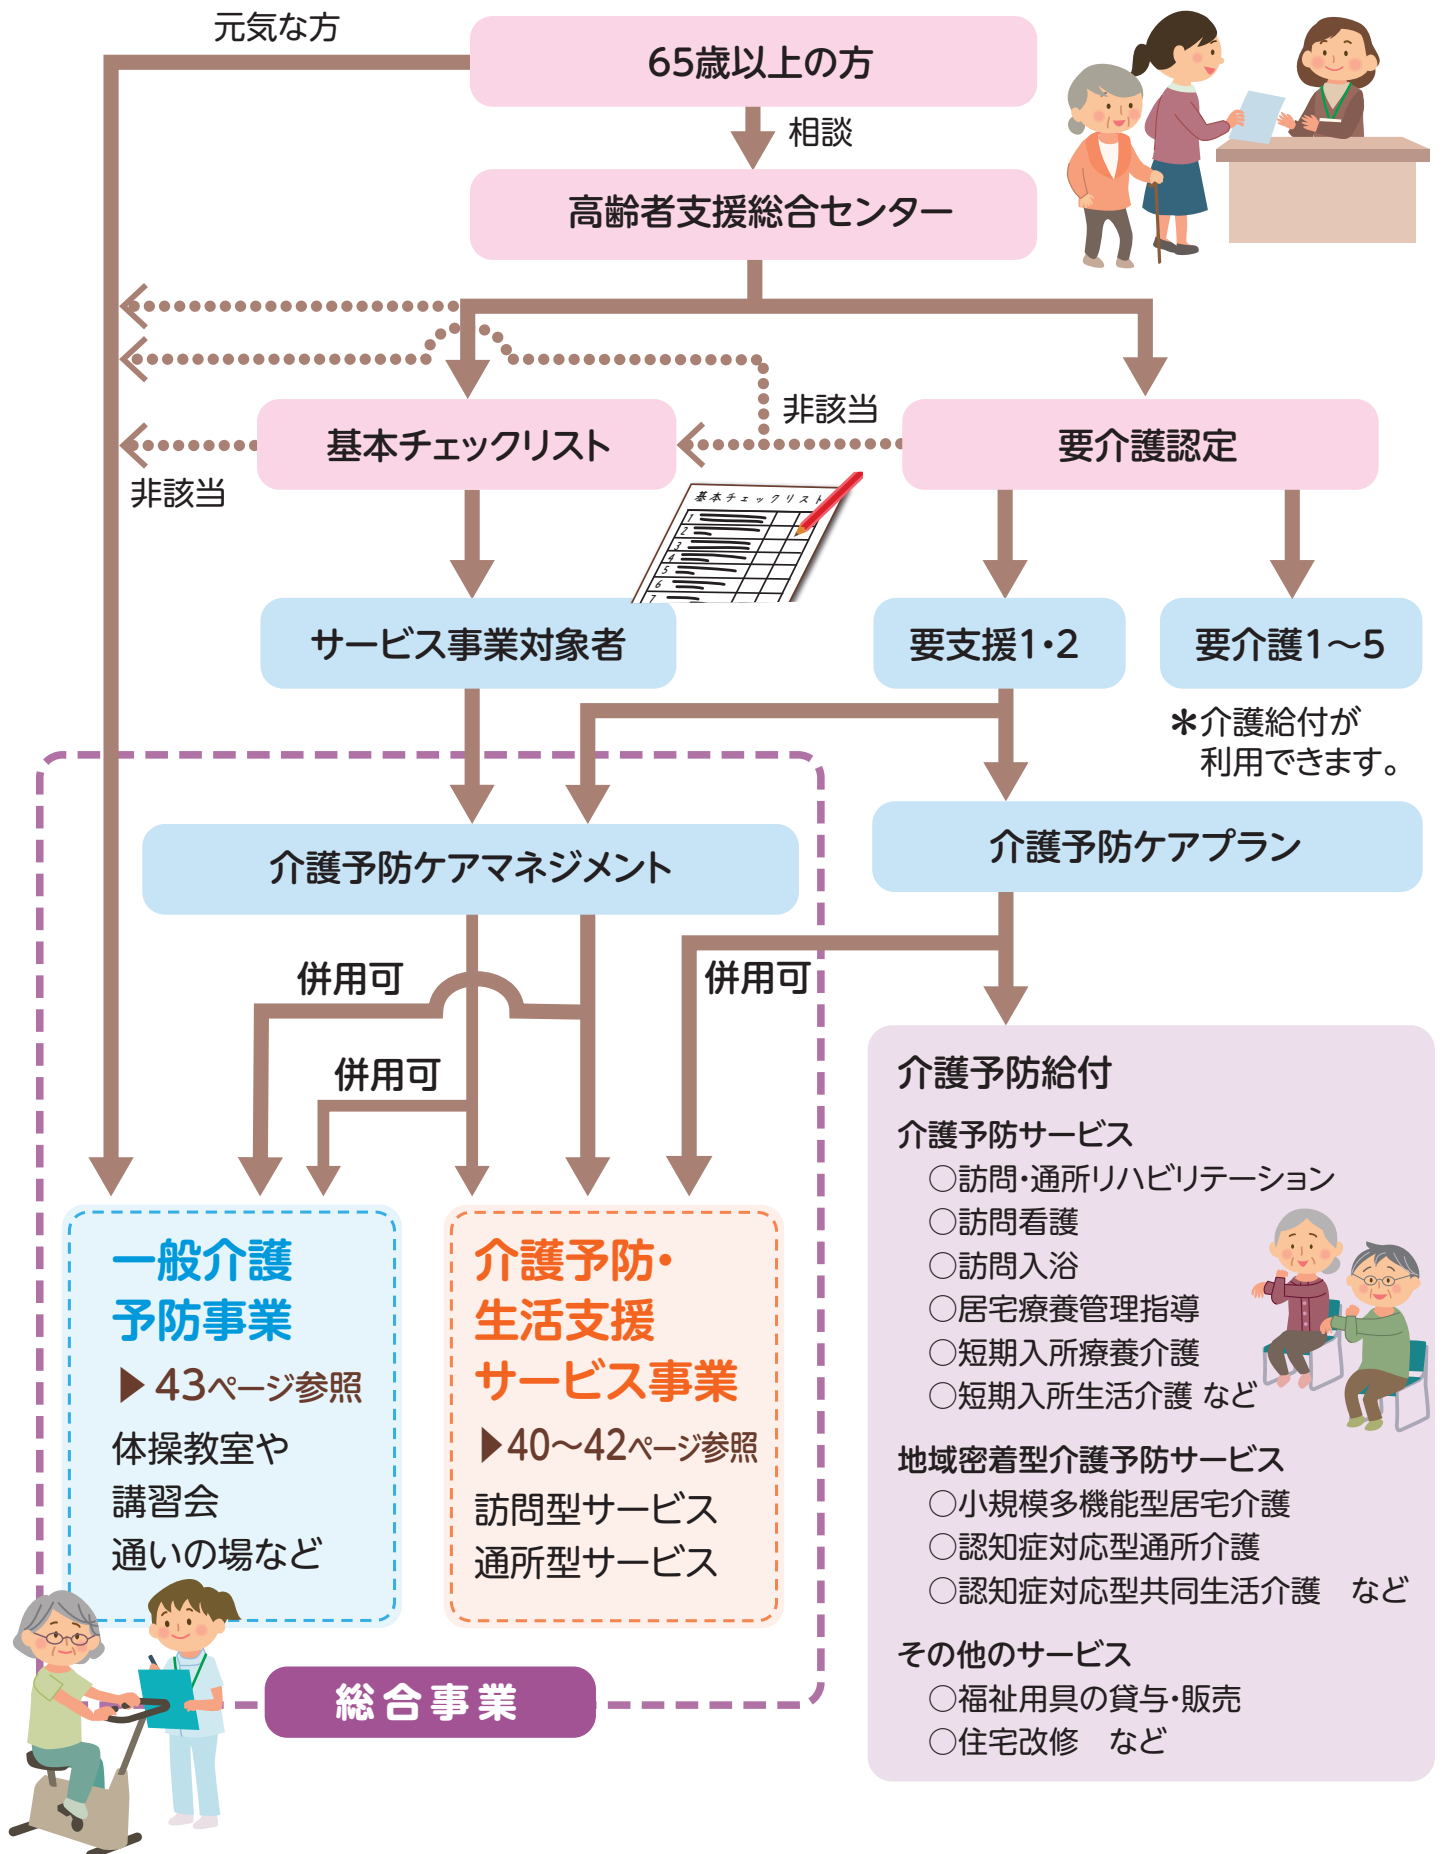 元気な方
65歳以上の方
相談
高齢者支援総合センター
非該当
基本チェックリスト
要介護認定
非該当
基本チェックリスト
1
2
3
4
5
6
7
サービス事業対象者
要支援1・2
要介護1～5
＊介護給付が
利用できます。
介護予防ケアマネジメント
介護予防ケアプラン
併用可
併用可
併用可
一般介護
予防事業
▶43ページ参照
体操教室や
講習会
通いの場など
介護予防・
生活支援
サービス事業
▶40～42ページ参照
訪問型サービス
通所型サービス
総合事業
介護予防給付
介護予防サービス
○訪問・通所リハビリテーション
○訪問看護
○訪問入浴
○居宅療養管理指導
○短期入所療養介護
○短期入所生活介護 など
地域密着型介護予防サービス
○小規模多機能型居宅介護
○認知症対応型通所介護
○認知症対応型共同生活介護　など
その他のサービス
○福祉用具の貸与・販売
○住宅改修　など